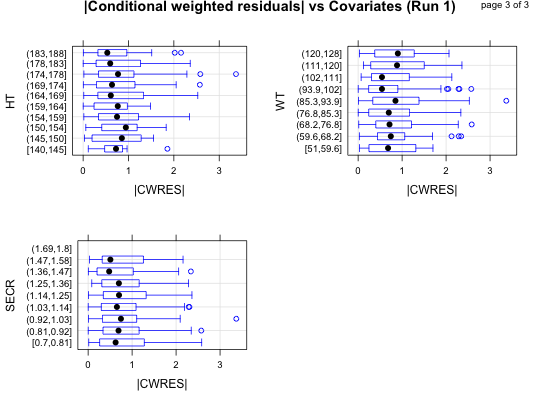 |Conditional weighted residuals| vs Covariates (Run 1)
page 3 of 3
HT
(183,188]
(178,183]
(174,178]
(169,174]
(164,169]
(159,164]
(154,159]
(150,154]
(145,150]
[140,145]
0 1 2 3
|CWRES|
WT
(120,128]
(111,120]
(102,111]
(93.9,102]
(85.3,93.9]
(76.8,85.3]
(68.2,76.8]
(59.6,68.2]
[51,59.6]
0 1 2 3
|CWRES|
SECR
(1.69,1.8]
(1.47,1.58]
(1.36,1.47]
(1.25,1.36]
(1.14,1.25]
(1.03,1.14]
(0.92,1.03]
(0.81,0.92]
[0.7,0.81]
0 1 2 3
|CWRES|